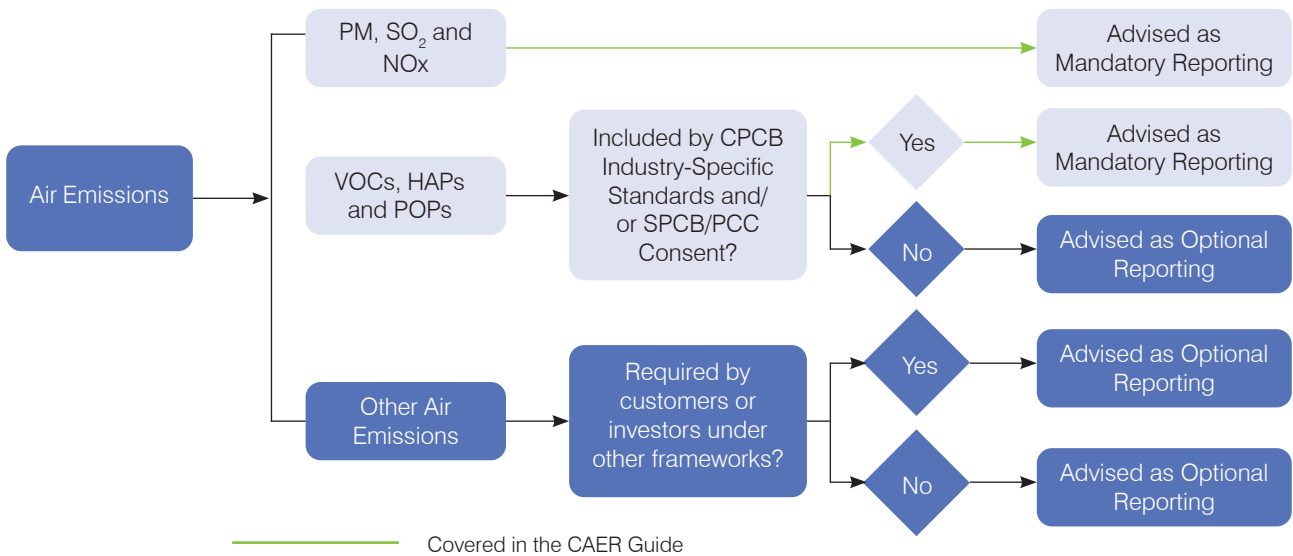 PM, SO₂ and
NOx
Advised as
Mandatory Reporting
Air Emissions
VOCs, HAPs
and POPs
Included by CPCB
Industry-Specific
Standards and/
or SPCB/PCC
Consent?
Yes
Advised as
Mandatory Reporting
No
Advised as Optional
Reporting
Other Air
Emissions
Required by
customers or
investors under
other frameworks?
Yes
Advised as Optional
Reporting
No
Advised as Optional
Reporting
Covered in the CAER Guide